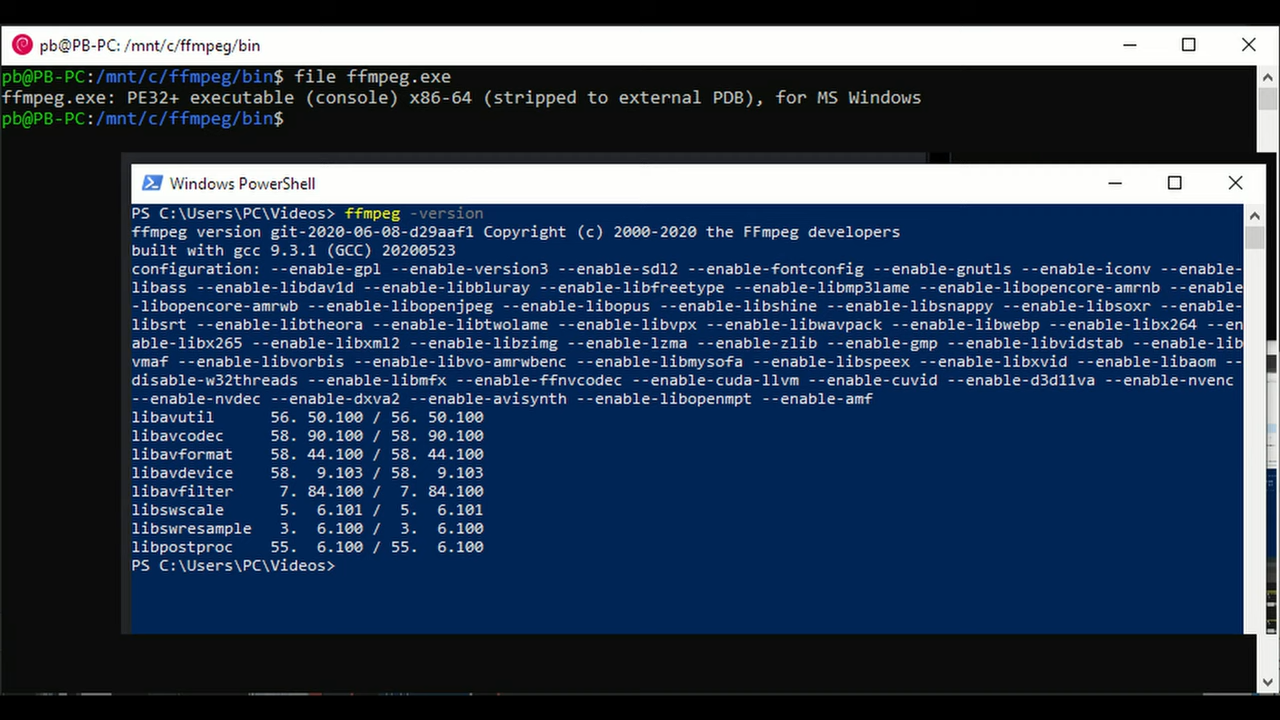 pb@PB-PC: /mnt/c/ffmpeg/bin
pb@PB-PC:/mnt/c/ffmpeg/bin$ file ffmpeg.exe
ffmpeg.exe: PE32+ executable (console) x86-64 (stripped to external PDB), for MS Windows
pb@PB-PC:/mnt/c/ffmpeg/bin$
Windows PowerShell
PS C:\Users\PC\Videos> ffmpeg -version
ffmpeg version git-2020-06-08-d29aaf1 Copyright (c) 2000-2020 the FFmpeg developers
built with gcc 9.3.1 (GCC) 20200523
configuration: --enable-gpl --enable-version3 --enable-sdl2 --enable-fontconfig --enable-gnutls --enable-iconv --enable-
libass --enable-libdav1d --enable-libbluray --enable-libfreetype --enable-libmp3lame --enable-libopencore-amrnb --enable
-libopencore-amrwb --enable-libopenjpeg --enable-libopus --enable-libshine --enable-libsnappy --enable-libsoxr --enable-
libsrt --enable-libtheora --enable-libtwolame --enable-libvpx --enable-libwavpack --enable-libwebp --enable-libx264 --en
able-libx265 --enable-libxml2 --enable-libzimg --enable-lzma --enable-zlib --enable-gmp --enable-libvidstab --enable-lib
vmaf --enable-libvorbis --enable-libvo-amrwbenc --enable-libmysofa --enable-libspeex --enable-libxvid --enable-libaom --
disable-w32threads --enable-libmfx --enable-ffnvcodec --enable-cuda-llvm --enable-cuvid --enable-d3d11va --enable-nvenc
--enable-nvdec --enable-dxva2 --enable-avisynth --enable-libopenmpt --enable-amf
libavutil      56. 50.100 / 56. 50.100
libavcodec     58. 90.100 / 58. 90.100
libavformat    58. 44.100 / 58. 44.100
libavdevice    58.  9.103 / 58.  9.103
libavfilter     7. 84.100 /  7. 84.100
libswscale      5.  6.101 /  5.  6.101
libswresample   3.  6.100 /  3.  6.100
libpostproc    55.  6.100 / 55.  6.100
PS C:\Users\PC\Videos>